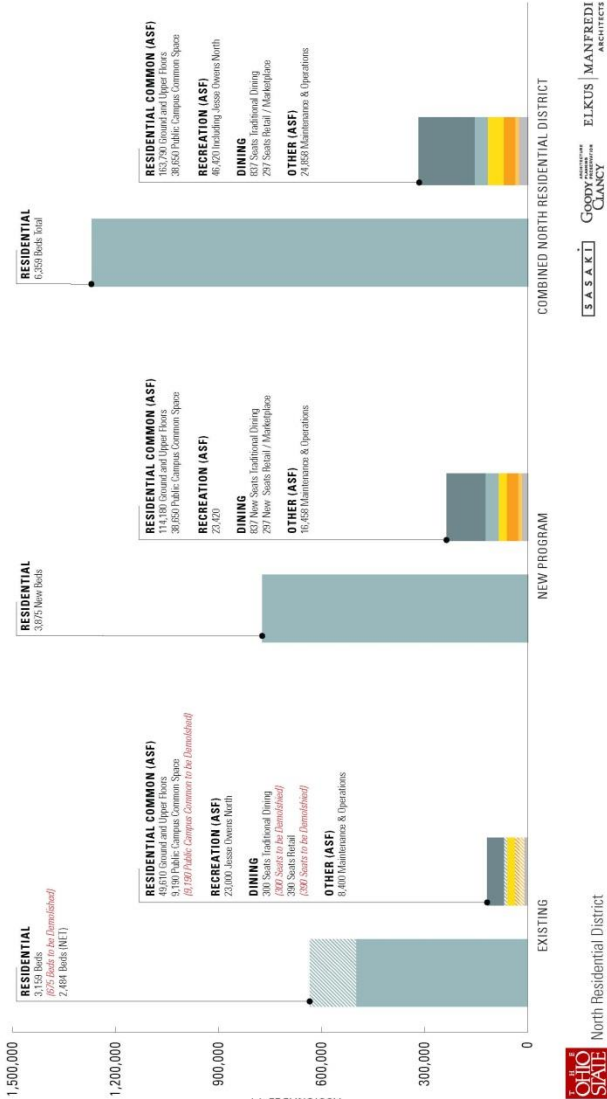 1,500,000
1,200,000
900,000
600,000
300,000
0
RESIDENTIAL
3,159 Beds
(675 Beds to be Demolished)
2,484 Beds (NET)
RESIDENTIAL COMMON (ASF)
49,610 Ground and Upper Floors
9,190 Public Campus Common Space
(9,190 Public Campus Common to be Demolished)
RECREATION (ASF)
23,000 Jesse Owens North
DINING
300 Seats Traditional Dining
(300 Seats to be Demolished)
390 Seats Retail
(390 Seats to be Demolished)
OTHER (ASF)
8,400 Maintenance & Operations
EXISTING
RESIDENTIAL
3,875 New Beds
RESIDENTIAL COMMON (ASF)
114,180 Ground and Upper Floors
38,650 Public Campus Common Space
RECREATION (ASF)
23,420
DINING
837 New Seats Traditional Dining
297 New Seats Retail / Marketplace
OTHER (ASF)
16,458 Maintenance & Operations
NEW PROGRAM
RESIDENTIAL
6,359 Beds Total
RESIDENTIAL COMMON (ASF)
163,790 Ground and Upper Floors
38,650 Public Campus Common Space
RECREATION (ASF)
46,420 Including Jesse Owens North
DINING
837 Seats Traditional Dining
297 Seats Retail / Marketplace
OTHER (ASF)
24,858 Maintenance & Operations
COMBINED NORTH RESIDENTIAL DISTRICT
THE
OHIO
STATE
North Residential District
SASAKI
GOODY
CLANCY
ARCHITECTURE
PLANNING
PRESERVATION
ELKUS | MANFREDI
ARCHITECTS